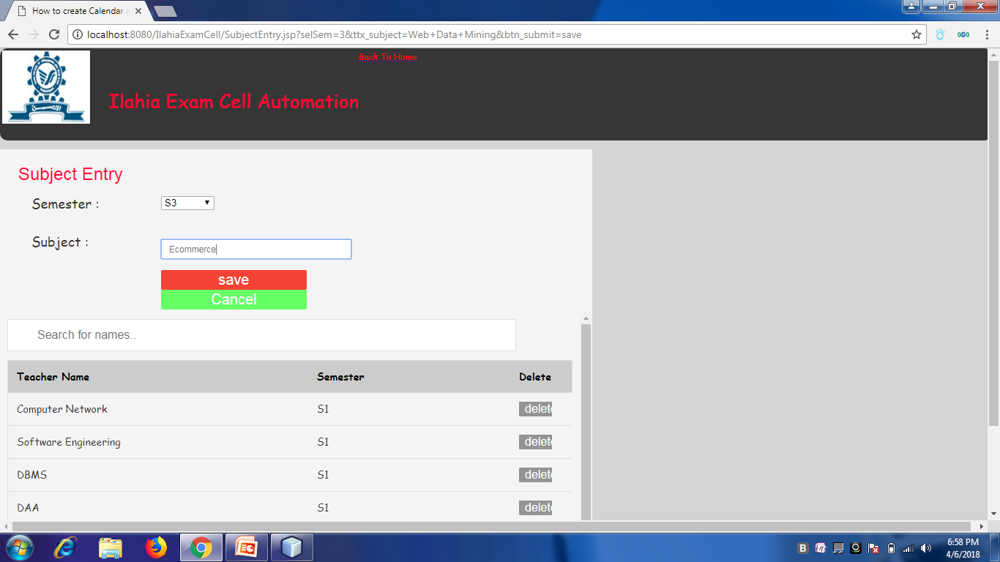 How to create Calendar i
localhost:8080/IlahiaExamCell/SubjectEntry.jsp?selSem=3&ttx_subject=Web+Data+Mining&btn_submit=save
Back To Home
Ilahia Exam Cell Automation
Subject Entry
Semester :
S3
Subject :
Ecommerce
save
Cancel
Search for names..
Teacher Name Semester Delete
Computer Network S1 delete
Software Engineering S1 delete
DBMS S1 delete
DAA S1 delete
6:58 PM
4/6/2018